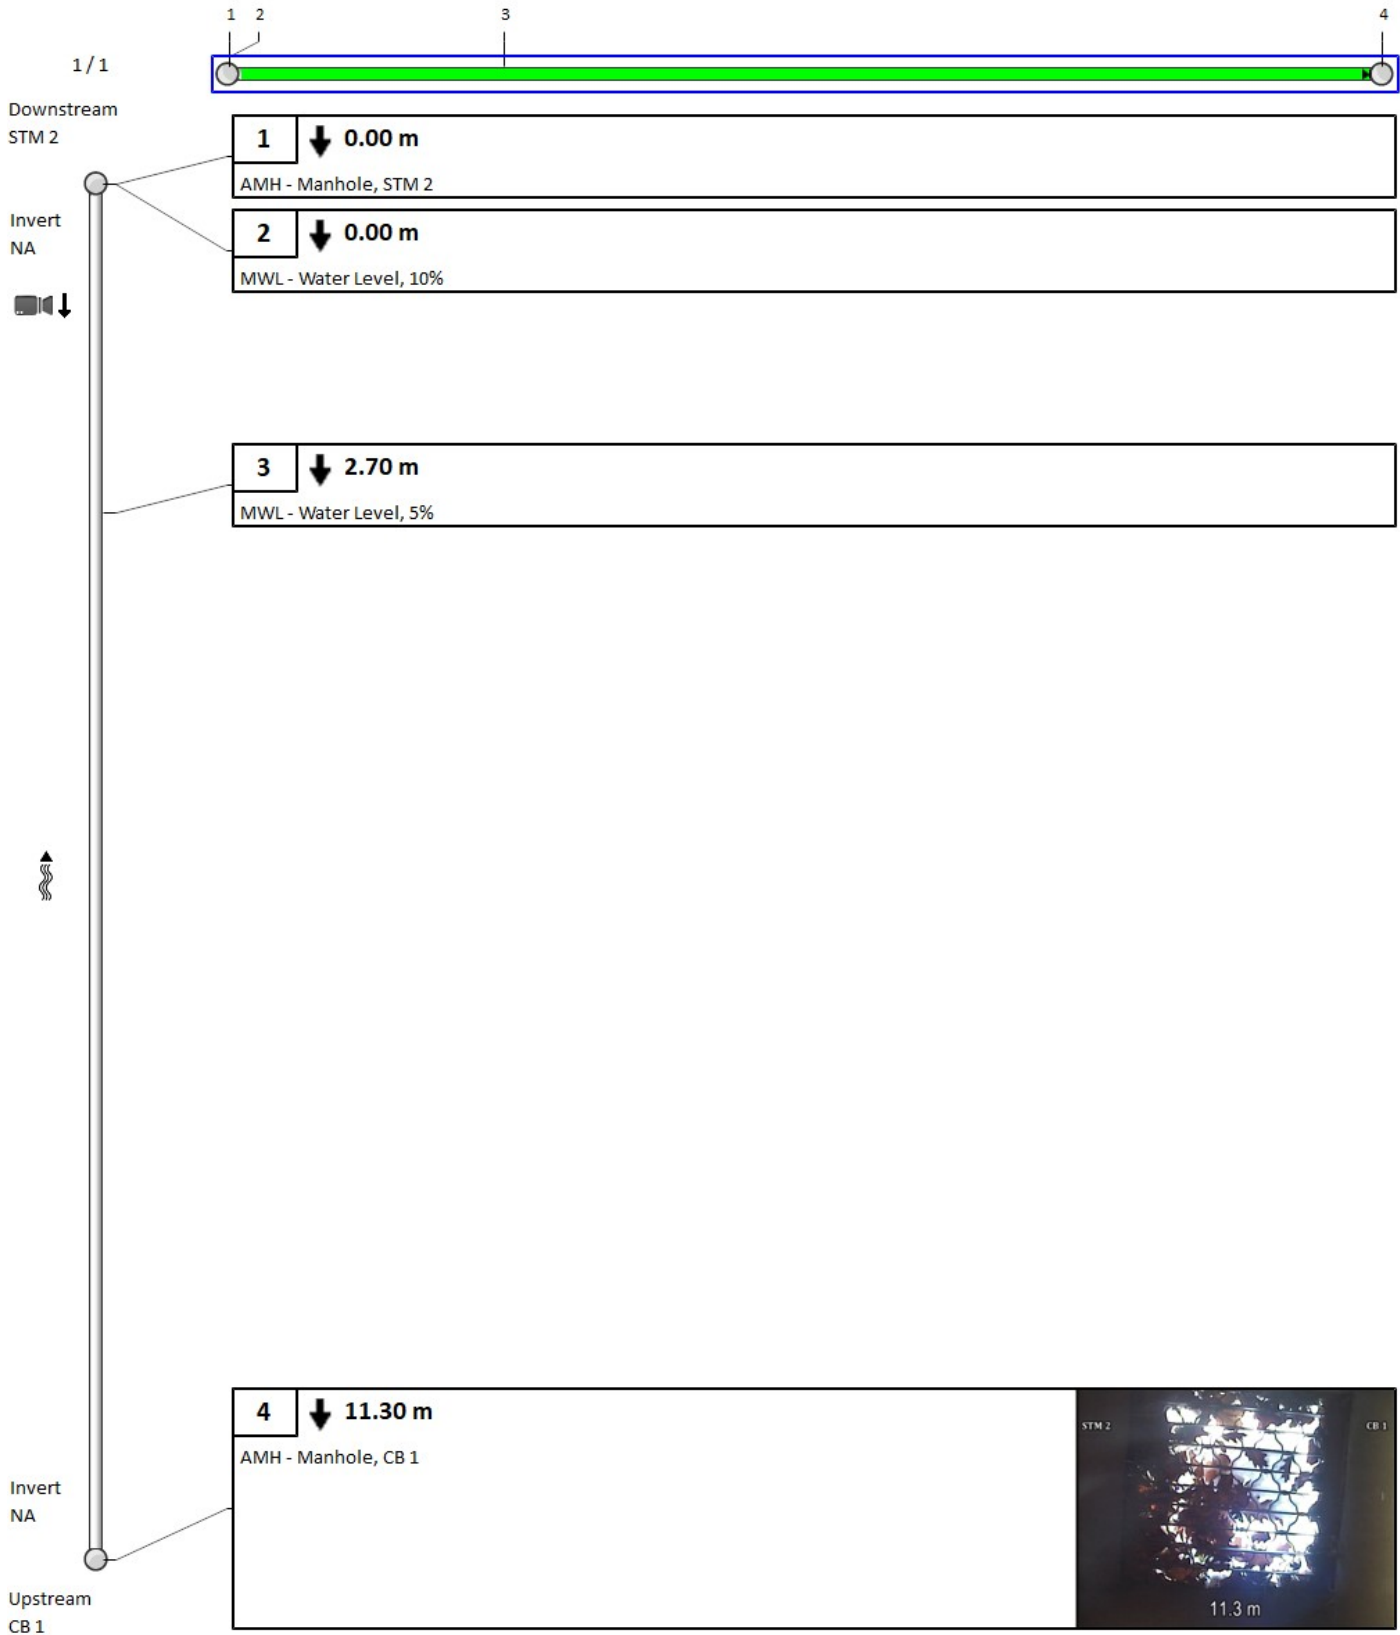 1 2 3 4
1 / 1
Downstream
STM 2
1 0.00 m
AMH - Manhole, STM 2
Invert
NA
2 0.00 m
MWL - Water Level, 10%
3 2.70 m
MWL - Water Level, 5%
4 11.30 m
AMH - Manhole, CB 1
STM 2 CB 1
11.3 m
Invert
NA
Upstream
CB 1